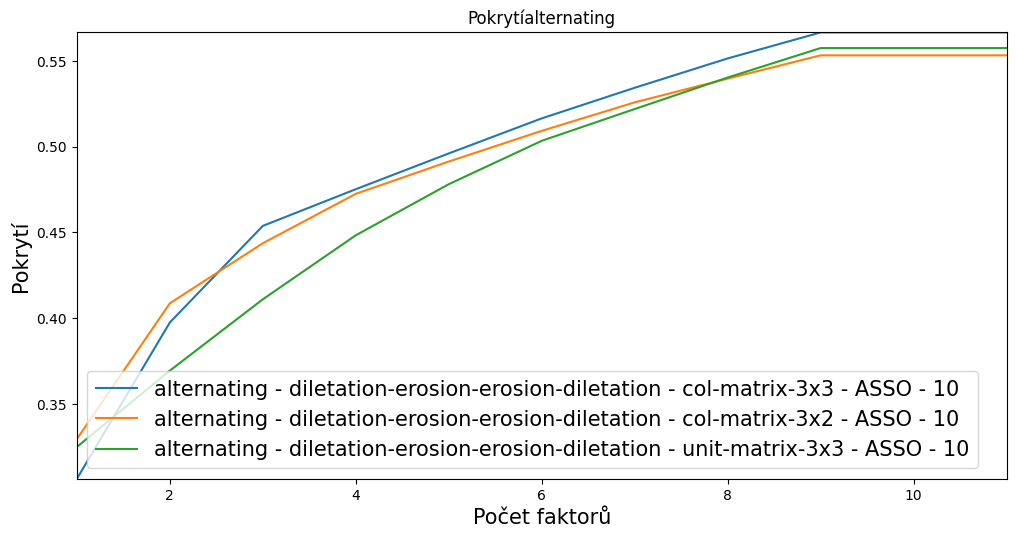 Pokrytíalternating
Pokrytí
0.55
0.50
0.45
0.40
0.35
alternating - diletation-erosion-erosion-diletation - col-matrix-3x3 - ASSO - 10
alternating - diletation-erosion-erosion-diletation - col-matrix-3x2 - ASSO - 10
alternating - diletation-erosion-erosion-diletation - unit-matrix-3x3 - ASSO - 10
2 4 6 8 10
Počet faktorů